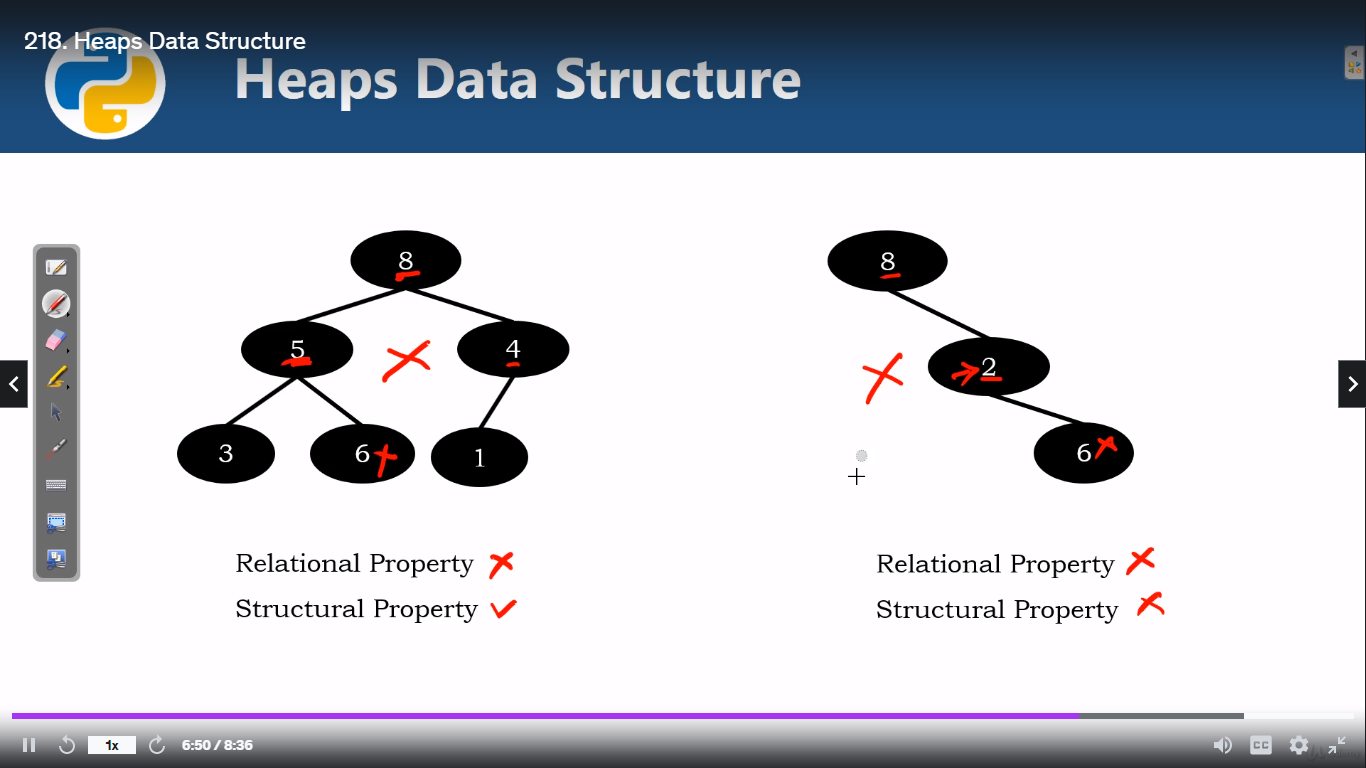 218. Heaps Data Structure
Heaps Data Structure
8
5 4
3 6 1
Relational Property
Structural Property
8
2
6
Relational Property
Structural Property
1x 6:50 / 8:36 CC